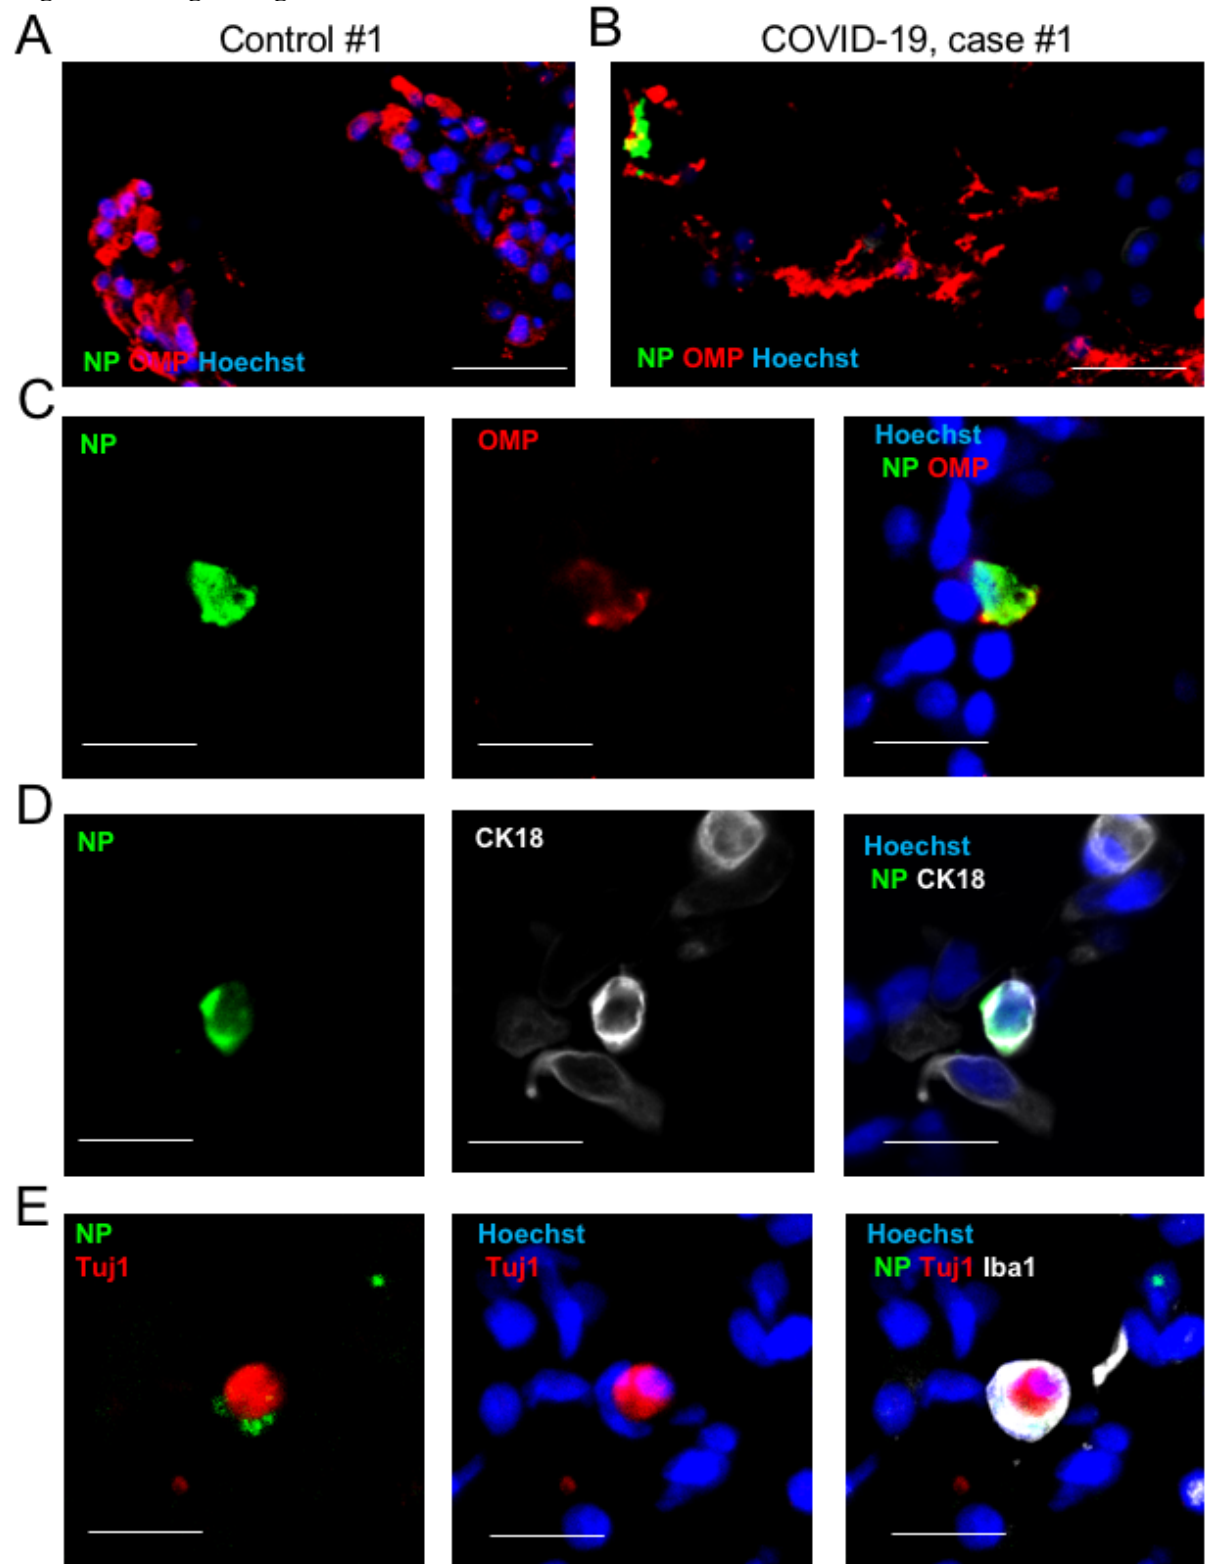 A Control #1 B COVID-19, case #1
NP OMP Hoechst NP OMP Hoechst
C
NP OMP Hoechst
NP OMP
D
NP CK18 Hoechst
NP CK18
E
NP Hoechst Hoechst
Tuj1 Tuj1 NP Tuj1 Iba1